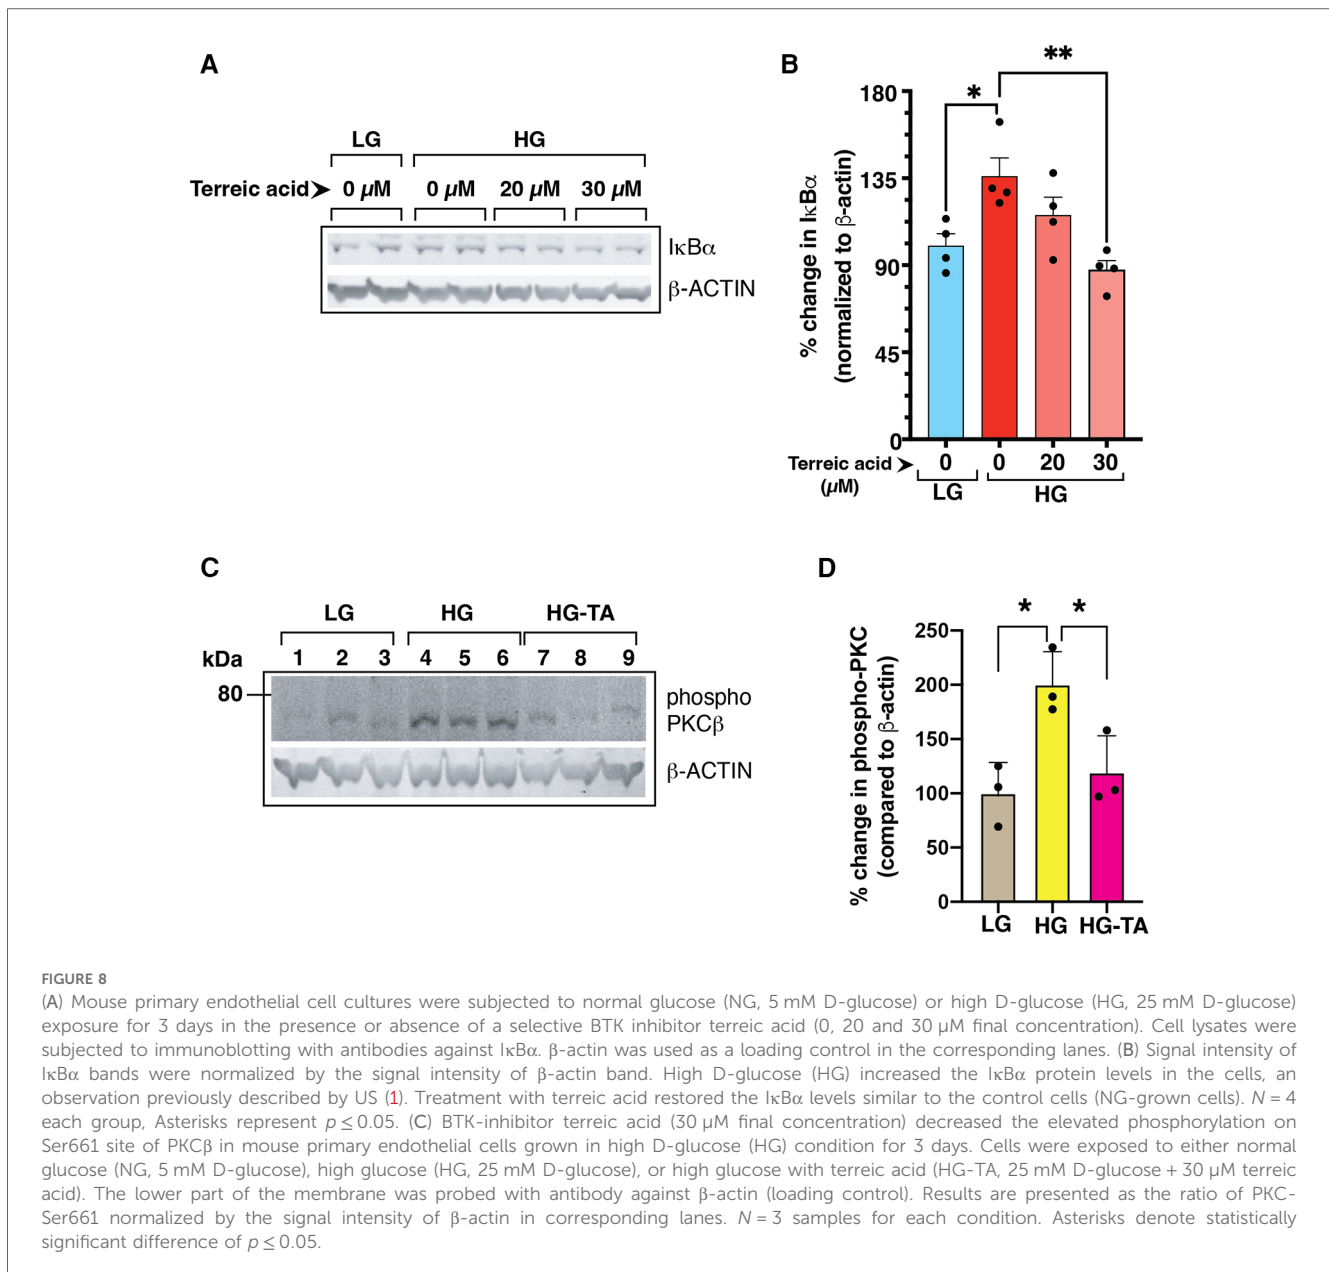 A
LG HG
Terreic acid➤ 0 µM 0 µM 20 µM 30 µM
IκBα
β-ACTIN
B
* **
% change in IκBα
(normalized to β-actin)
180
135
90
45
0
Terreic acid ➤ 0 0 20 30
(µM)
LG HG
C
LG HG HG-TA
kDa 1 2 3 4 5 6 7 8 9
80
phospho
PKCβ
β-ACTIN
D
* *
% change in phospho-PKC
(compared to β-actin)
250
200
150
100
50
0
LG HG HG-TA
FIGURE 8
(A) Mouse primary endothelial cell cultures were subjected to normal glucose (NG, 5 mM D-glucose) or high D-glucose (HG, 25 mM D-glucose)
exposure for 3 days in the presence or absence of a selective BTK inhibitor terreic acid (0, 20 and 30 µM final concentration). Cell lysates were
subjected to immunoblotting with antibodies against IκBα. β-actin was used as a loading control in the corresponding lanes. (B) Signal intensity of
IκBα bands were normalized by the signal intensity of β-actin band. High D-glucose (HG) increased the IκBα protein levels in the cells, an
observation previously described by US (1). Treatment with terreic acid restored the IκBα levels similar to the control cells (NG-grown cells). N = 4
each group, Asterisks represent p ≤ 0.05. (C) BTK-inhibitor terreic acid (30 µM final concentration) decreased the elevated phosphorylation on
Ser661 site of PKCβ in mouse primary endothelial cells grown in high D-glucose (HG) condition for 3 days. Cells were exposed to either normal
glucose (NG, 5 mM D-glucose), high glucose (HG, 25 mM D-glucose), or high glucose with terreic acid (HG-TA, 25 mM D-glucose + 30 µM terreic
acid). The lower part of the membrane was probed with antibody against β-actin (loading control). Results are presented as the ratio of PKC-
Ser661 normalized by the signal intensity of β-actin in corresponding lanes. N = 3 samples for each condition. Asterisks denote statistically
significant difference of p ≤ 0.05.